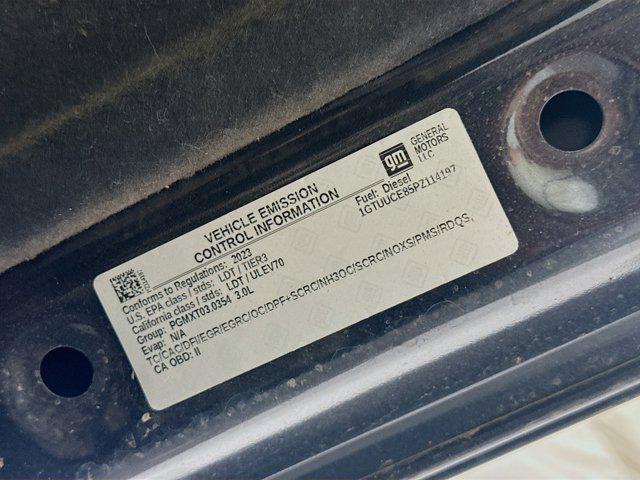 VEHICLE EMISSION
CONTROL INFORMATION
gm
GENERAL
MOTORS
LLC
Fuel: Diesel
1GTUUCE85PZ114197
Conforms to Regulations: 2023
U.S. EPA class / stds: LDT / TIER3
California class / stds: LDT / ULEV70
Group: PGMXT03.0354 3.0L
Evap: N/A
TC/CAC/DFI/EGR/EGRC/OC/DPF+SCRC/NH3OC/SCRC/NOXS/PMS/RDQS,
CA OBD: II